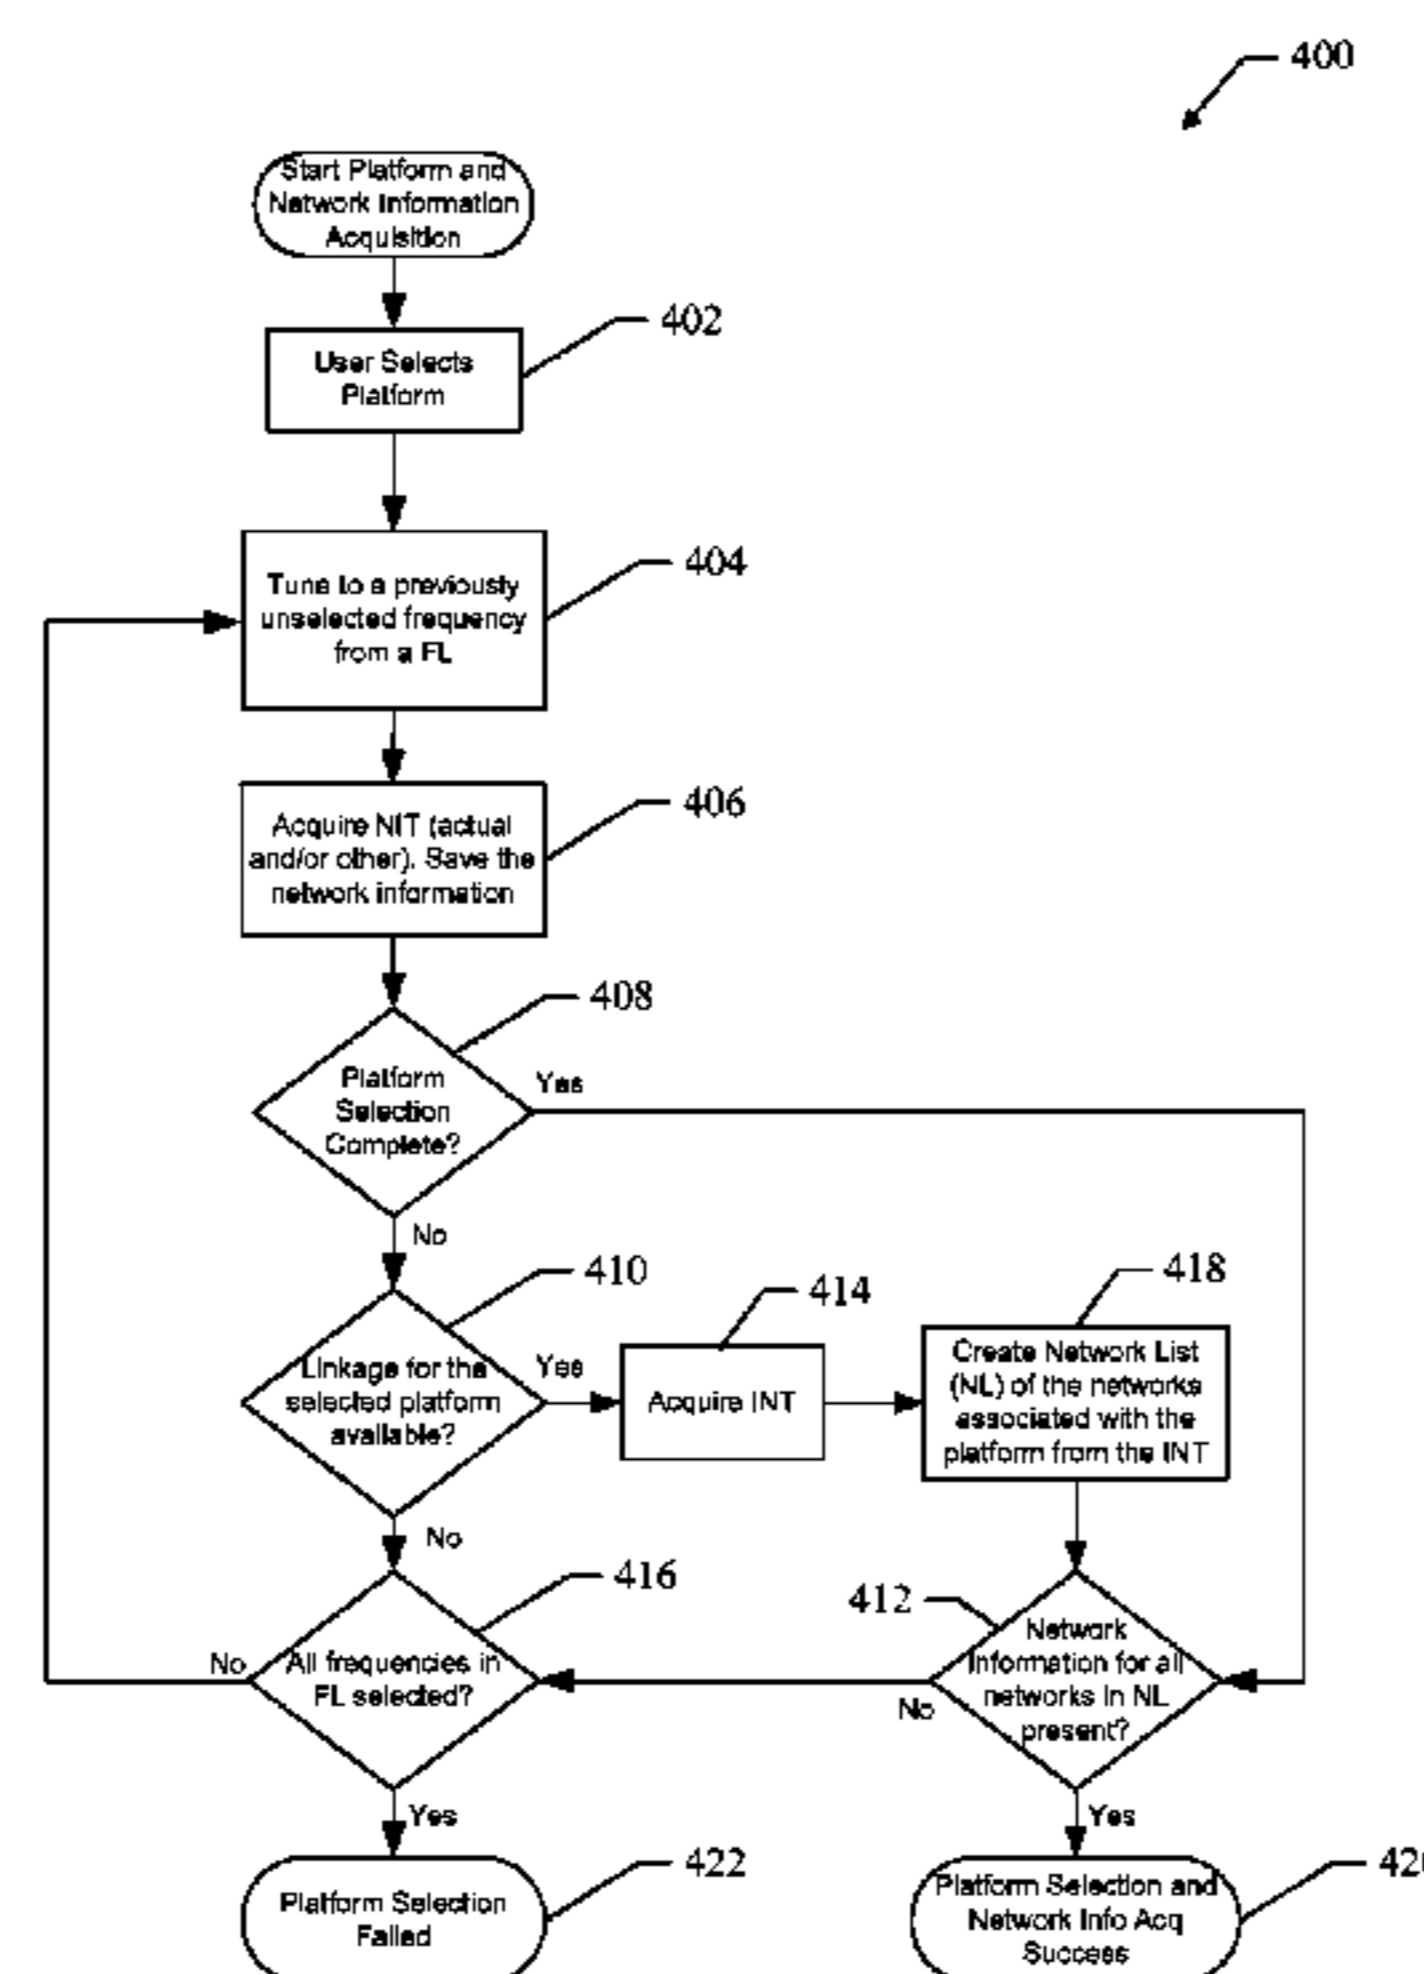 400
Start Platform and
Network Information
Acquisition
402
User Selects
Platform
404
Tune to a previously
unselected frequency
from a FL
406
Acquire NIT (actual
and/or other). Save the
network information
408
Platform
Selection
Complete?
Yes
No
410
Linkage for the
selected platform
available?
Yes
No
414
Acquire INT
418
Create Network List
(NL) of the networks
associated with the
platform from the INT
416
All frequencies in
FL selected?
No
Yes
412
Network
Information for all
networks in NL
present?
No
Yes
422
Platform Selection
Failed
Platform Selection and
Network Info Acq
Success